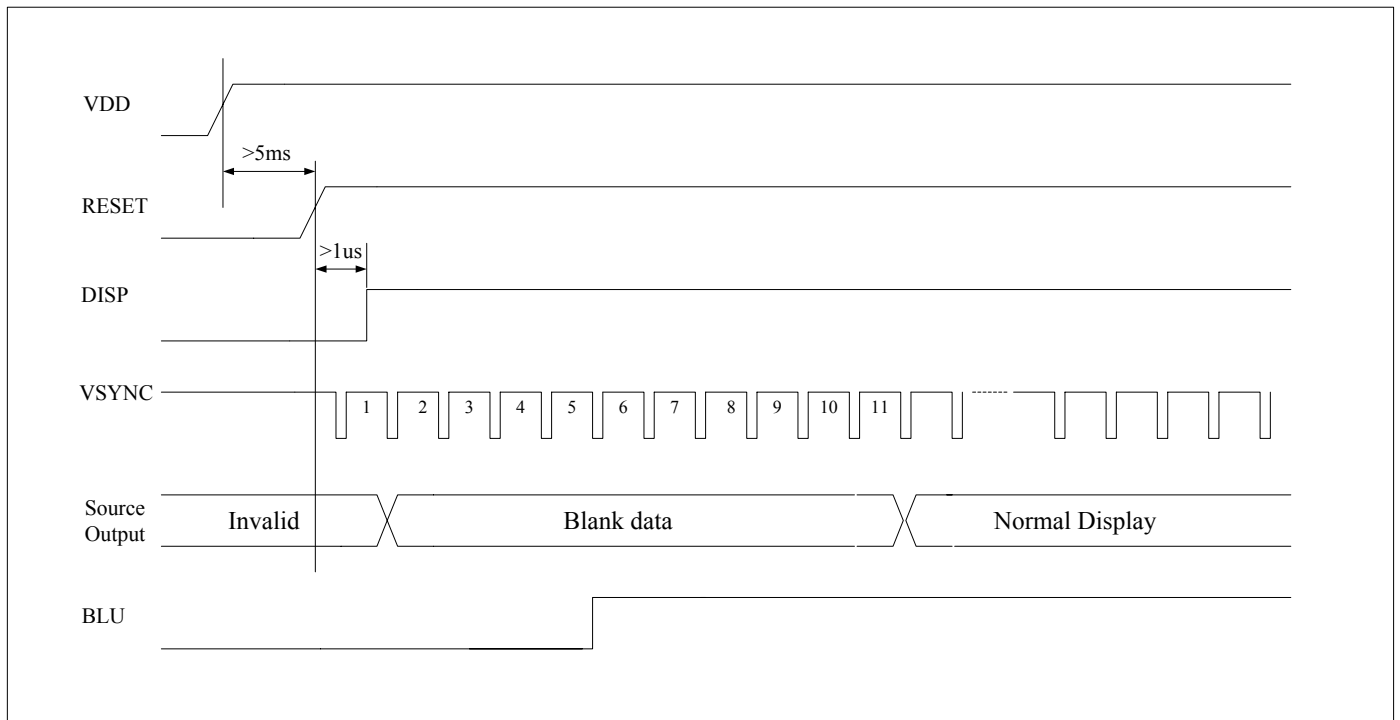 VDD
>5ms
RESET
>1us
DISP
VSYNC
1 2 3 4 5 6 7 8 9 10 11
Source
Output
Invalid
Blank data
Normal Display
BLU